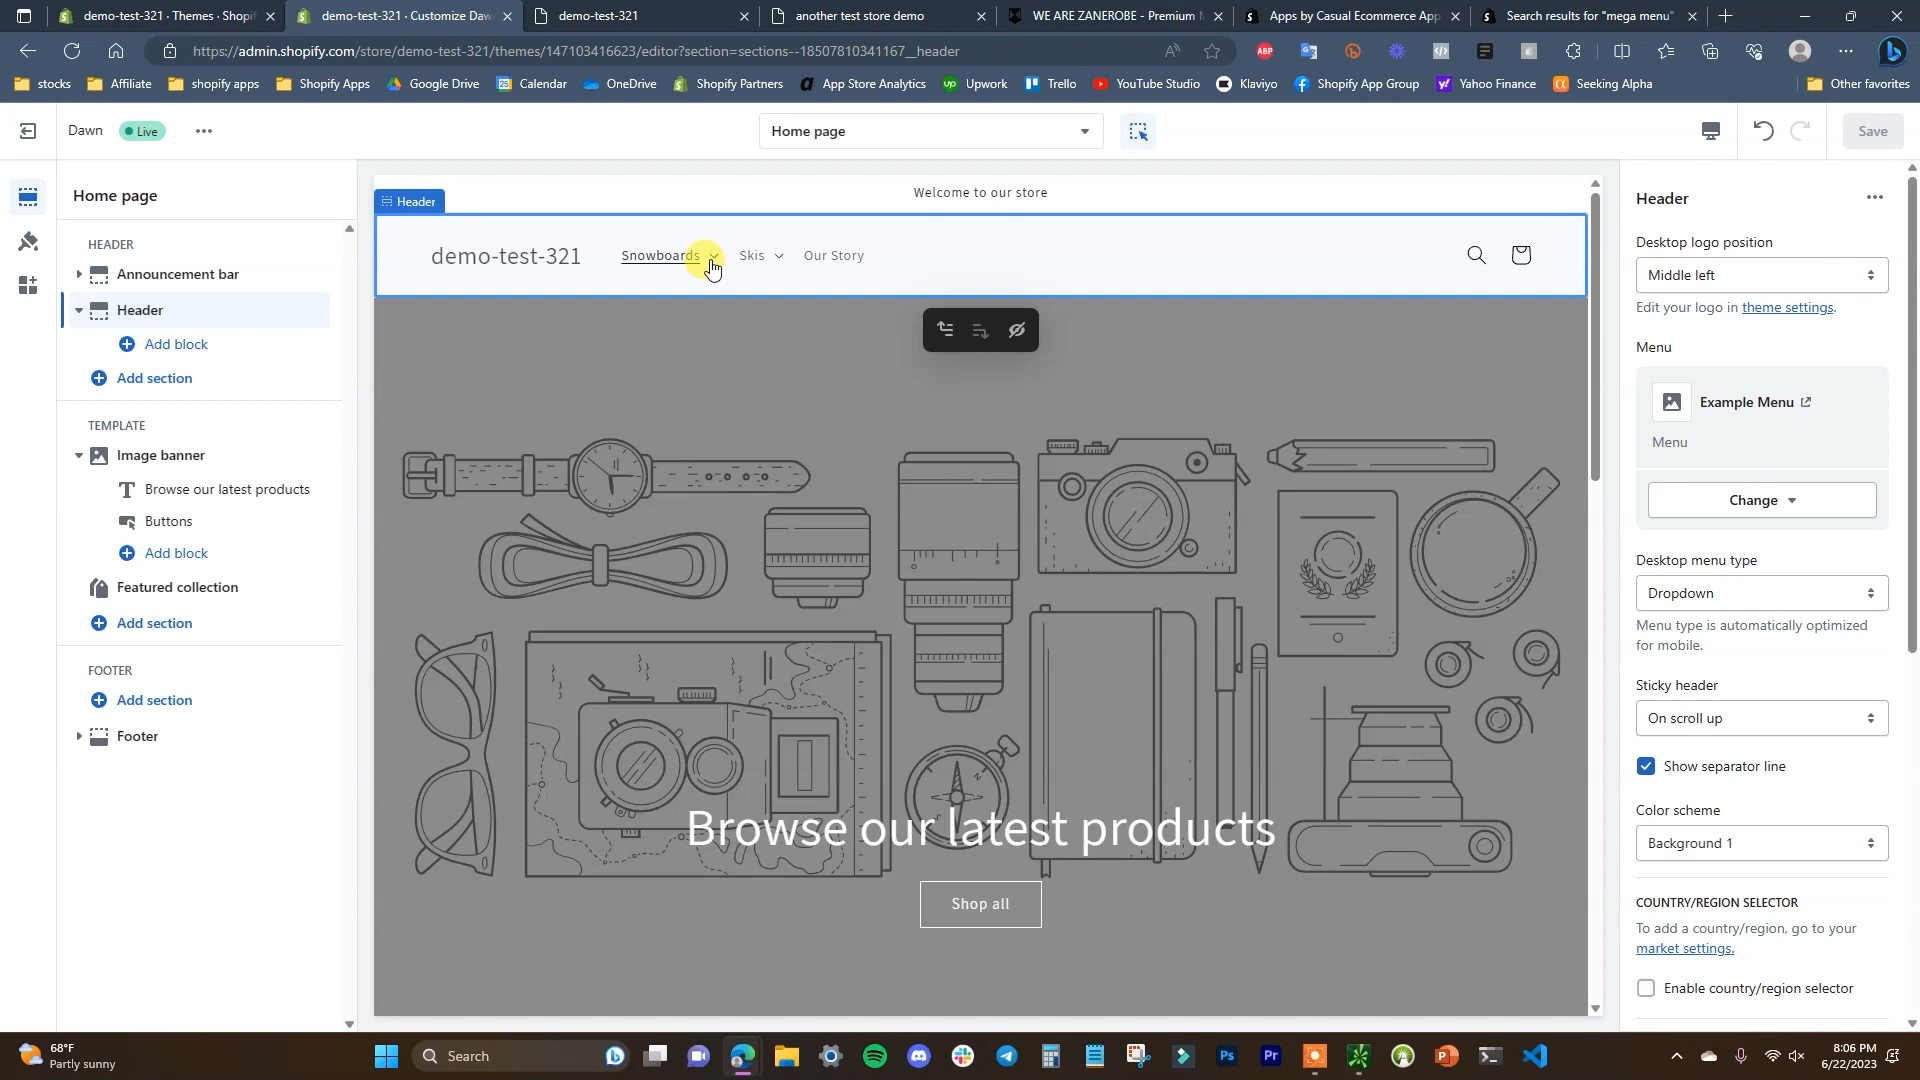 demo-test-321 · Themes · Shopif
demo-test-321 · Customize Daw
demo-test-321
another test store demo
WE ARE ZANEROBE - Premium
Apps by Casual Ecommerce App
Search results for "mega menu"
https://admin.shopify.com/store/demo-test-321/themes/147103416623/editor?section=sections--18507810341167__header
ABP
stocks
Affiliate
shopify apps
Shopify Apps
Google Drive
Calendar
OneDrive
Shopify Partners
App Store Analytics
Upwork
Trello
YouTube Studio
Klaviyo
Shopify App Group
Yahoo Finance
Seeking Alpha
Other favorites
Dawn
Live
Home page
Save
Home page
HEADER
Announcement bar
Header
Add block
Add section
TEMPLATE
Image banner
Browse our latest products
Buttons
Add block
Featured collection
Add section
FOOTER
Add section
Footer
Welcome to our store
Header
demo-test-321
Snowboards
Skis
Our Story
Browse our latest products
Shop all
Header
Desktop logo position
Middle left
Edit your logo in theme settings.
Menu
Example Menu
Menu
Change
Desktop menu type
Dropdown
Menu type is automatically optimized
for mobile.
Sticky header
On scroll up
Show separator line
Color scheme
Background 1
COUNTRY/REGION SELECTOR
To add a country/region, go to your
market settings.
Enable country/region selector
68°F
Partly sunny
Search
Ps
Pr
8:06 PM
6/22/2023